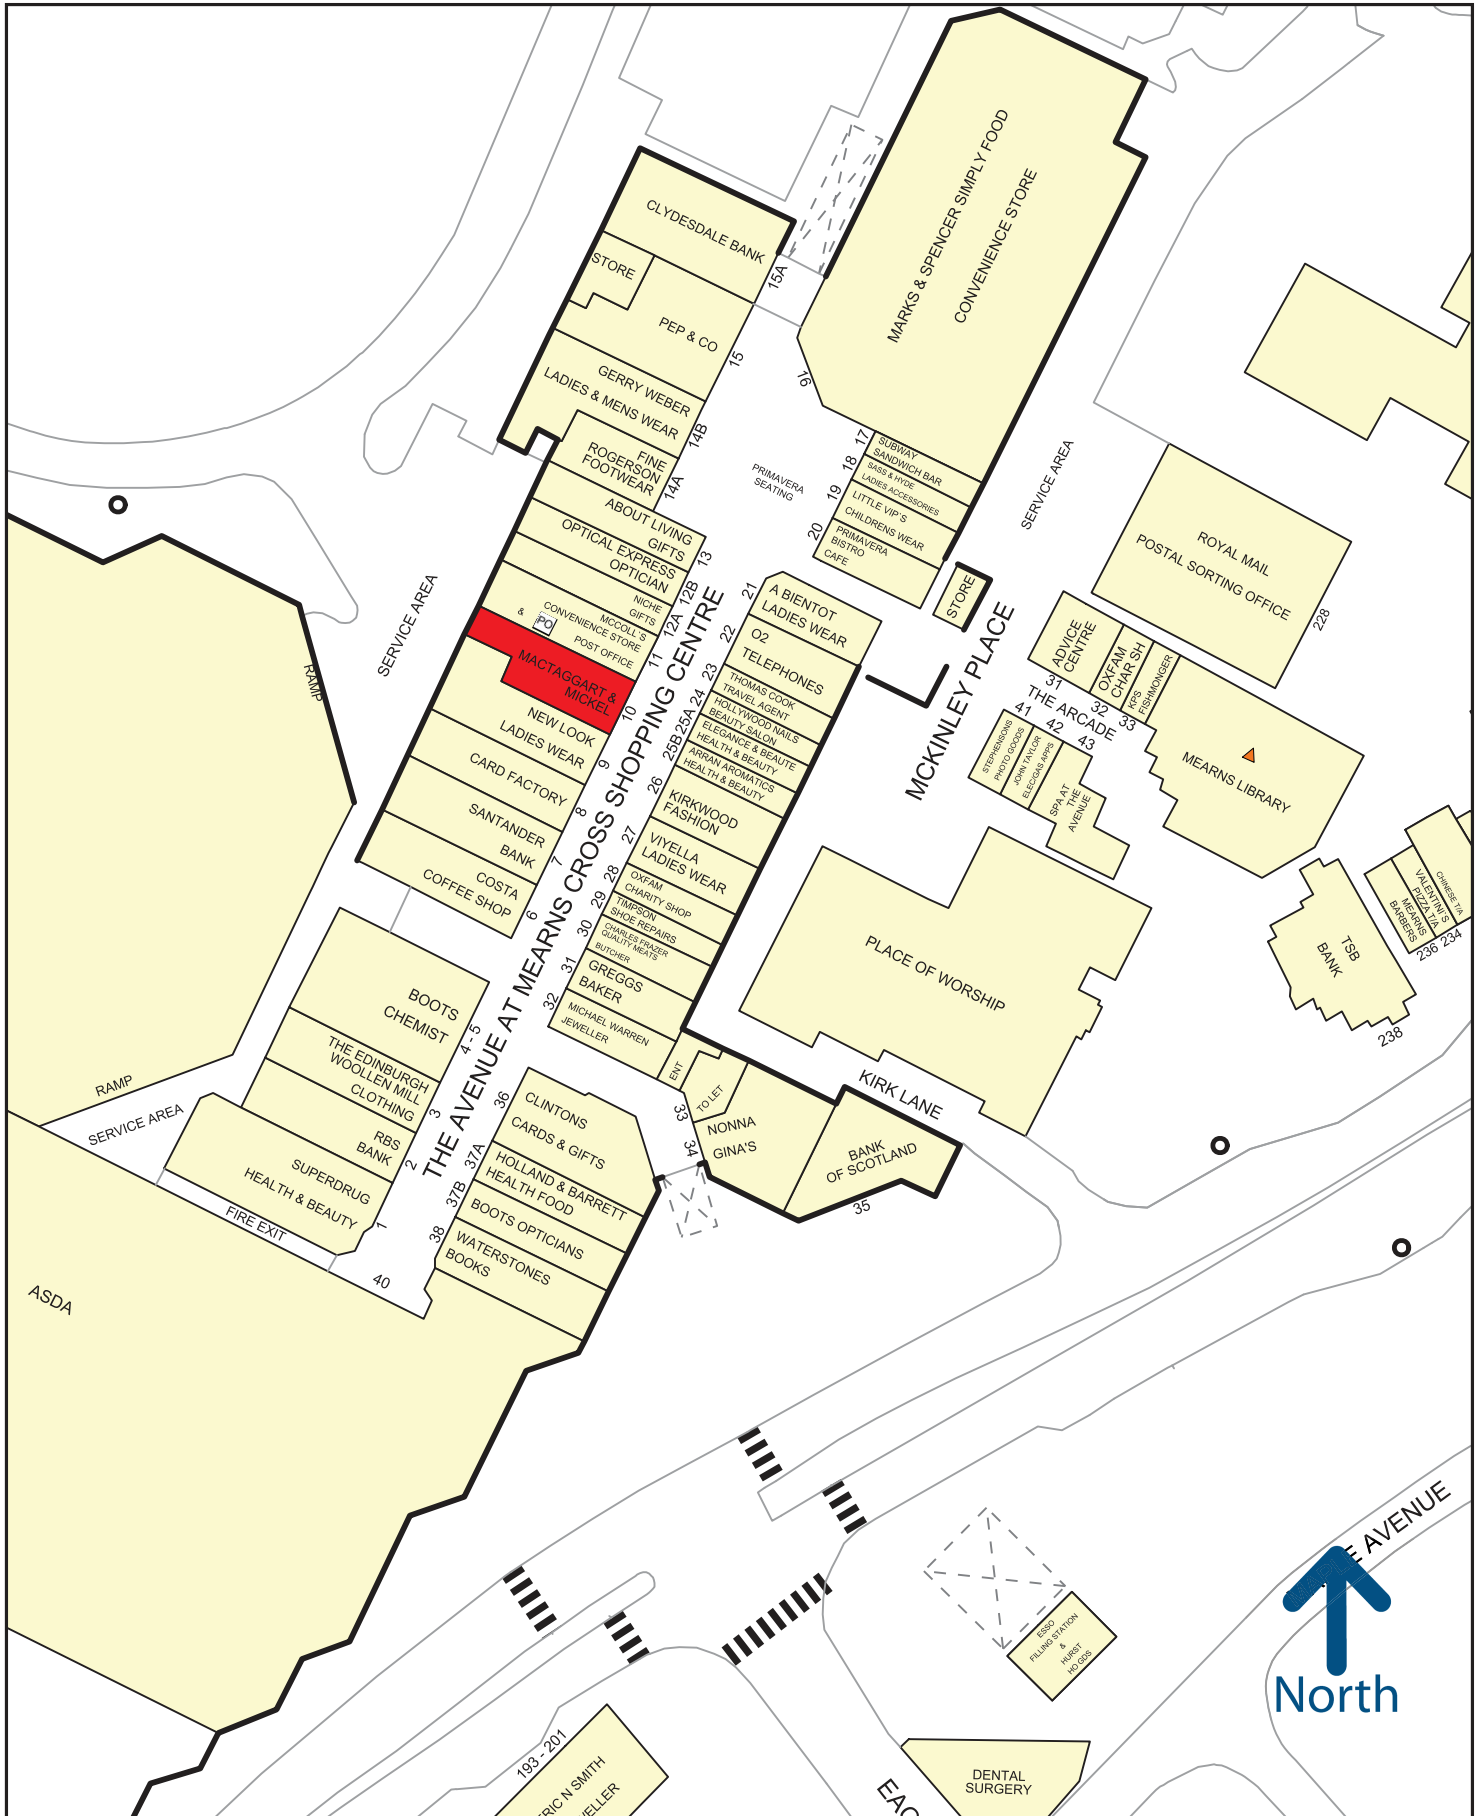 MARKS & SPENCER SIMPLY FOOD
CONVENIENCE STORE
CLYDESDALE BANK
15A
STORE
PEP & CO
15
16
GERRY WEBER
LADIES & MENS WEAR
14B
FINE
ROGERSON
FOOTWEAR
14A
ABOUT LIVING
GIFTS
13
OPTICAL EXPRESS
OPTICIAN
12B
NICHE
GIFTS
12A
MCCOLL'S
CONVENIENCE STORE
&
PO
POST OFFICE
11
MACTAGGART &
MICKEL
10
NEW LOOK
LADIES WEAR
9
CARD FACTORY
8
SANTANDER
BANK
7
COSTA
COFFEE SHOP
6
PRIMAVERA
SEATING
17
SUBWAY
SANDWICH BAR
18
SASS & HYDE
LADIES ACCESSORIES
19
LITTLE VIP'S
CHILDRENS WEAR
20
PRIMAVERA
BISTRO
CAFE
STORE
SERVICE AREA
SERVICE AREA
RAMP
MCKINLEY PLACE
THE AVENUE AT MEARNS CROSS SHOPPING CENTRE
21
A BIENTOT
LADIES WEAR
22
O2
TELEPHONES
23
THOMAS COOK
TRAVEL AGENT
24
HOLLYWOOD NAILS
BEAUTY SALON
25A
ELEGANCE & BEAUTE
HEALTH & BEAUTY
25B
ARRAN AROMATICS
HEALTH & BEAUTY
26
KIRKWOOD
FASHION
27
VIYELLA
LADIES WEAR
28
OXFAM
CHARITY SHOP
29
TIMPSON
SHOE REPAIRS
30
CHARLES FRAZER
QUALITY MEATS
BUTCHER
31
GREGGS
BAKER
32
MICHAEL WARREN
JEWELLER
ROYAL MAIL
POSTAL SORTING OFFICE
228
ADVICE
CENTRE
31
OXFAM
CHAR SH
32
KPS
FISHMONGER
33
THE ARCADE
41
42
43
STEPHENSONS
PHOTO GOODS
JOHN TAYLOR
ELEC/GAS APPS
SPA AT
THE
AVENUE
MEARNS LIBRARY
PLACE OF WORSHIP
TSB
BANK
238
MEARNS
BARBERS
236
VALENTINI'S
PIZZA T/A
234
CHINESE T/A
BOOTS
CHEMIST
4 - 5
THE EDINBURGH
WOOLLEN MILL
CLOTHING
3
RBS
BANK
2
SUPERDRUG
HEALTH & BEAUTY
1
RAMP
SERVICE AREA
FIRE EXIT
40
ASDA
36
CLINTONS
CARDS & GIFTS
37A
HOLLAND & BARRETT
HEALTH FOOD
37B
BOOTS OPTICIANS
38
WATERSTONES
BOOKS
ENT
TO LET
33
34
NONNA
GINA'S
BANK
OF SCOTLAND
35
KIRK LANE
AVENUE
ESSO
FILLING STATION
&
HURST
North
193 - 201
N SMITH
DENTAL
SURGERY